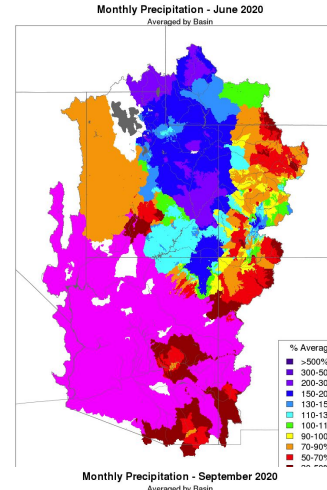 Monthly Precipitation - June 2020
Averaged by Basin
% Averag
>500%
300-50
200-30
150-20
130-15
110-13
100-11
90-100
70-90%
50-70%
Monthly Precipitation - September 2020
Averaged by Basin